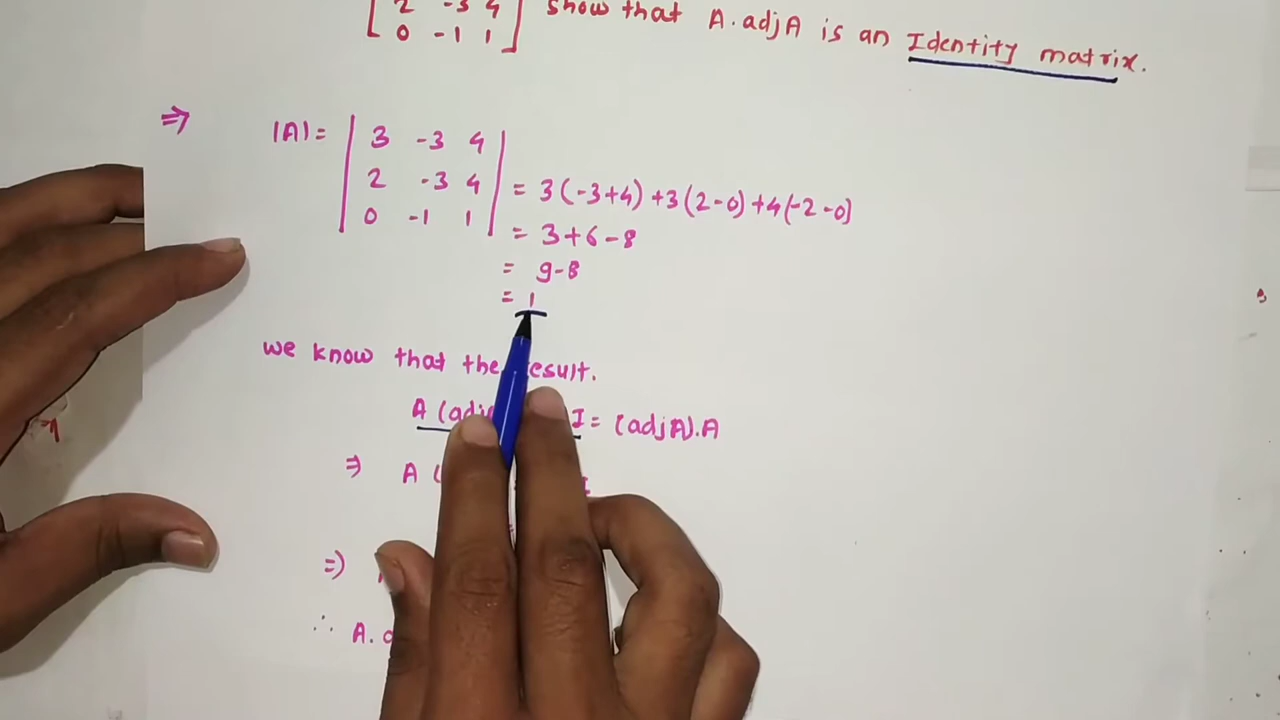 2 -3 4 show that A.adjA is an Identity matrix.
0 -1 1
⇒ |A| = 3 -3 4
2 -3 4 = 3(-3+4)+3(2-0)+4(-2-0)
0 -1 1 = 3+6-8
= 9-8
= 1
we know that the result.
A (adj I = (adjA).A
⇒ A ( I
⇒
∴ A.